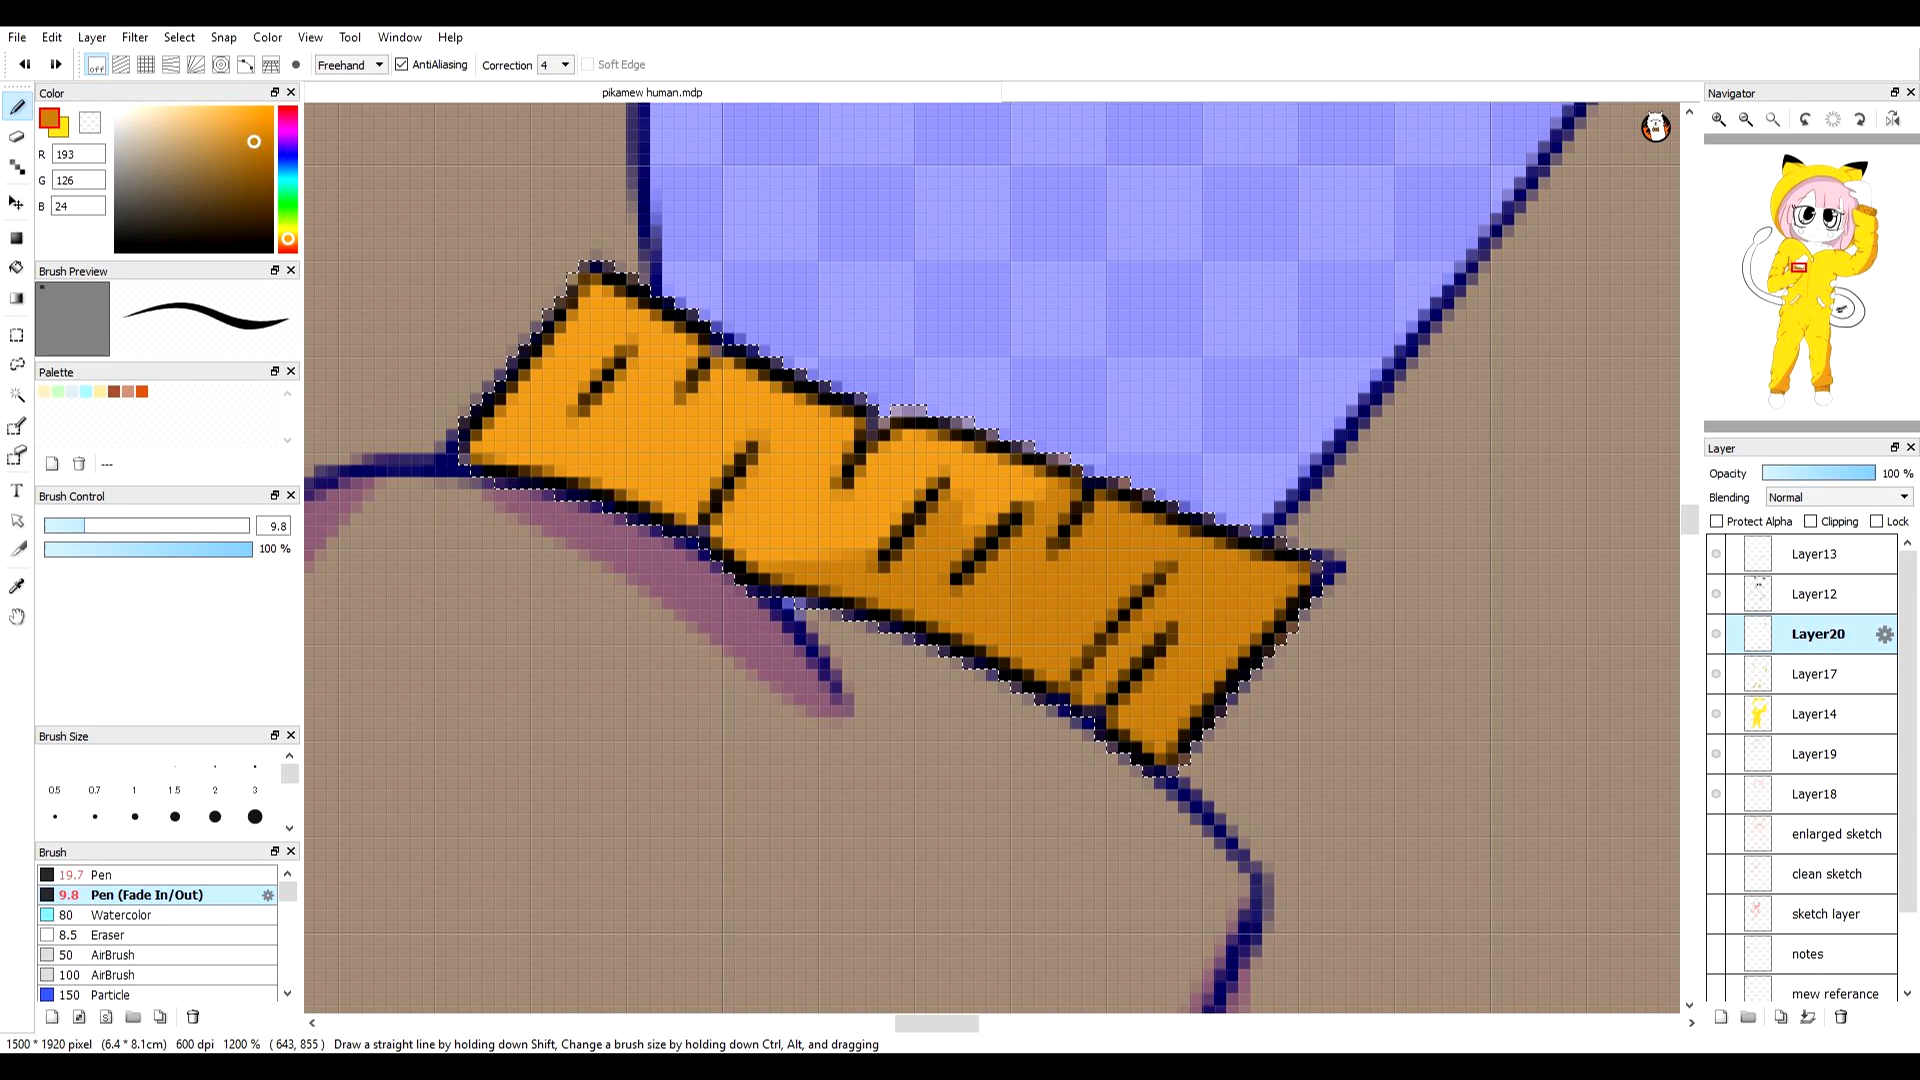 File Edit Layer Filter Select Snap Color View Tool Window Help
off Freehand AntiAliasing Correction 4 Soft Edge
Color
pikamew human.mdp
Navigator
R 193
G 126
B 24
Brush Preview
Palette
---
Brush Control
9.8
100 %
Brush Size
0.5 0.7 1 1.5 2 3
Brush
19.7 Pen
9.8 Pen (Fade In/Out)
80 Watercolor
8.5 Eraser
50 AirBrush
100 AirBrush
150 Particle
Layer
Opacity 100 %
Blending Normal
Protect Alpha Clipping Lock
Layer13
Layer12
Layer20
Layer17
Layer14
Layer19
Layer18
enlarged sketch
clean sketch
sketch layer
notes
mew referance
1500 * 1920 pixel (6.4 * 8.1cm) 600 dpi 1200 % ( 643, 855 ) Draw a straight line by holding down Shift, Change a brush size by holding down Ctrl, Alt, and dragging